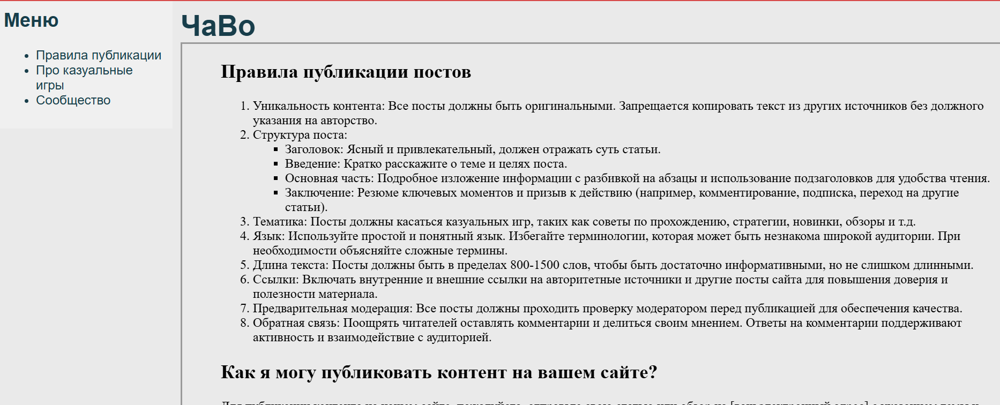 Меню
Правила публикации
Про казуальные
игры
Сообщество
ЧаВо
Правила публикации постов
1. Уникальность контента: Все посты должны быть оригинальными. Запрещается копировать текст из других источников без должного
указания на авторство.
2. Структура поста:
Заголовок: Ясный и привлекательный, должен отражать суть статьи.
Введение: Кратко расскажите о теме и целях поста.
Основная часть: Подробное изложение информации с разбивкой на абзацы и использование подзаголовков для удобства чтения.
Заключение: Резюме ключевых моментов и призыв к действию (например, комментирование, подписка, переход на другие
статьи).
3. Тематика: Посты должны касаться казуальных игр, таких как советы по прохождению, стратегии, новинки, обзоры и т.д.
4. Язык: Используйте простой и понятный язык. Избегайте терминологии, которая может быть незнакома широкой аудитории. При
необходимости объясняйте сложные термины.
5. Длина текста: Посты должны быть в пределах 800-1500 слов, чтобы быть достаточно информативными, но не слишком длинными.
6. Ссылки: Включать внутренние и внешние ссылки на авторитетные источники и другие посты сайта для повышения доверия и
полезности материала.
7. Предварительная модерация: Все посты должны проходить проверку модератором перед публикацией для обеспечения качества.
8. Обратная связь: Поощрять читателей оставлять комментарии и делиться своим мнением. Ответы на комментарии поддерживают
активность и взаимодействие с аудиторией.
Как я могу публиковать контент на вашем сайте?